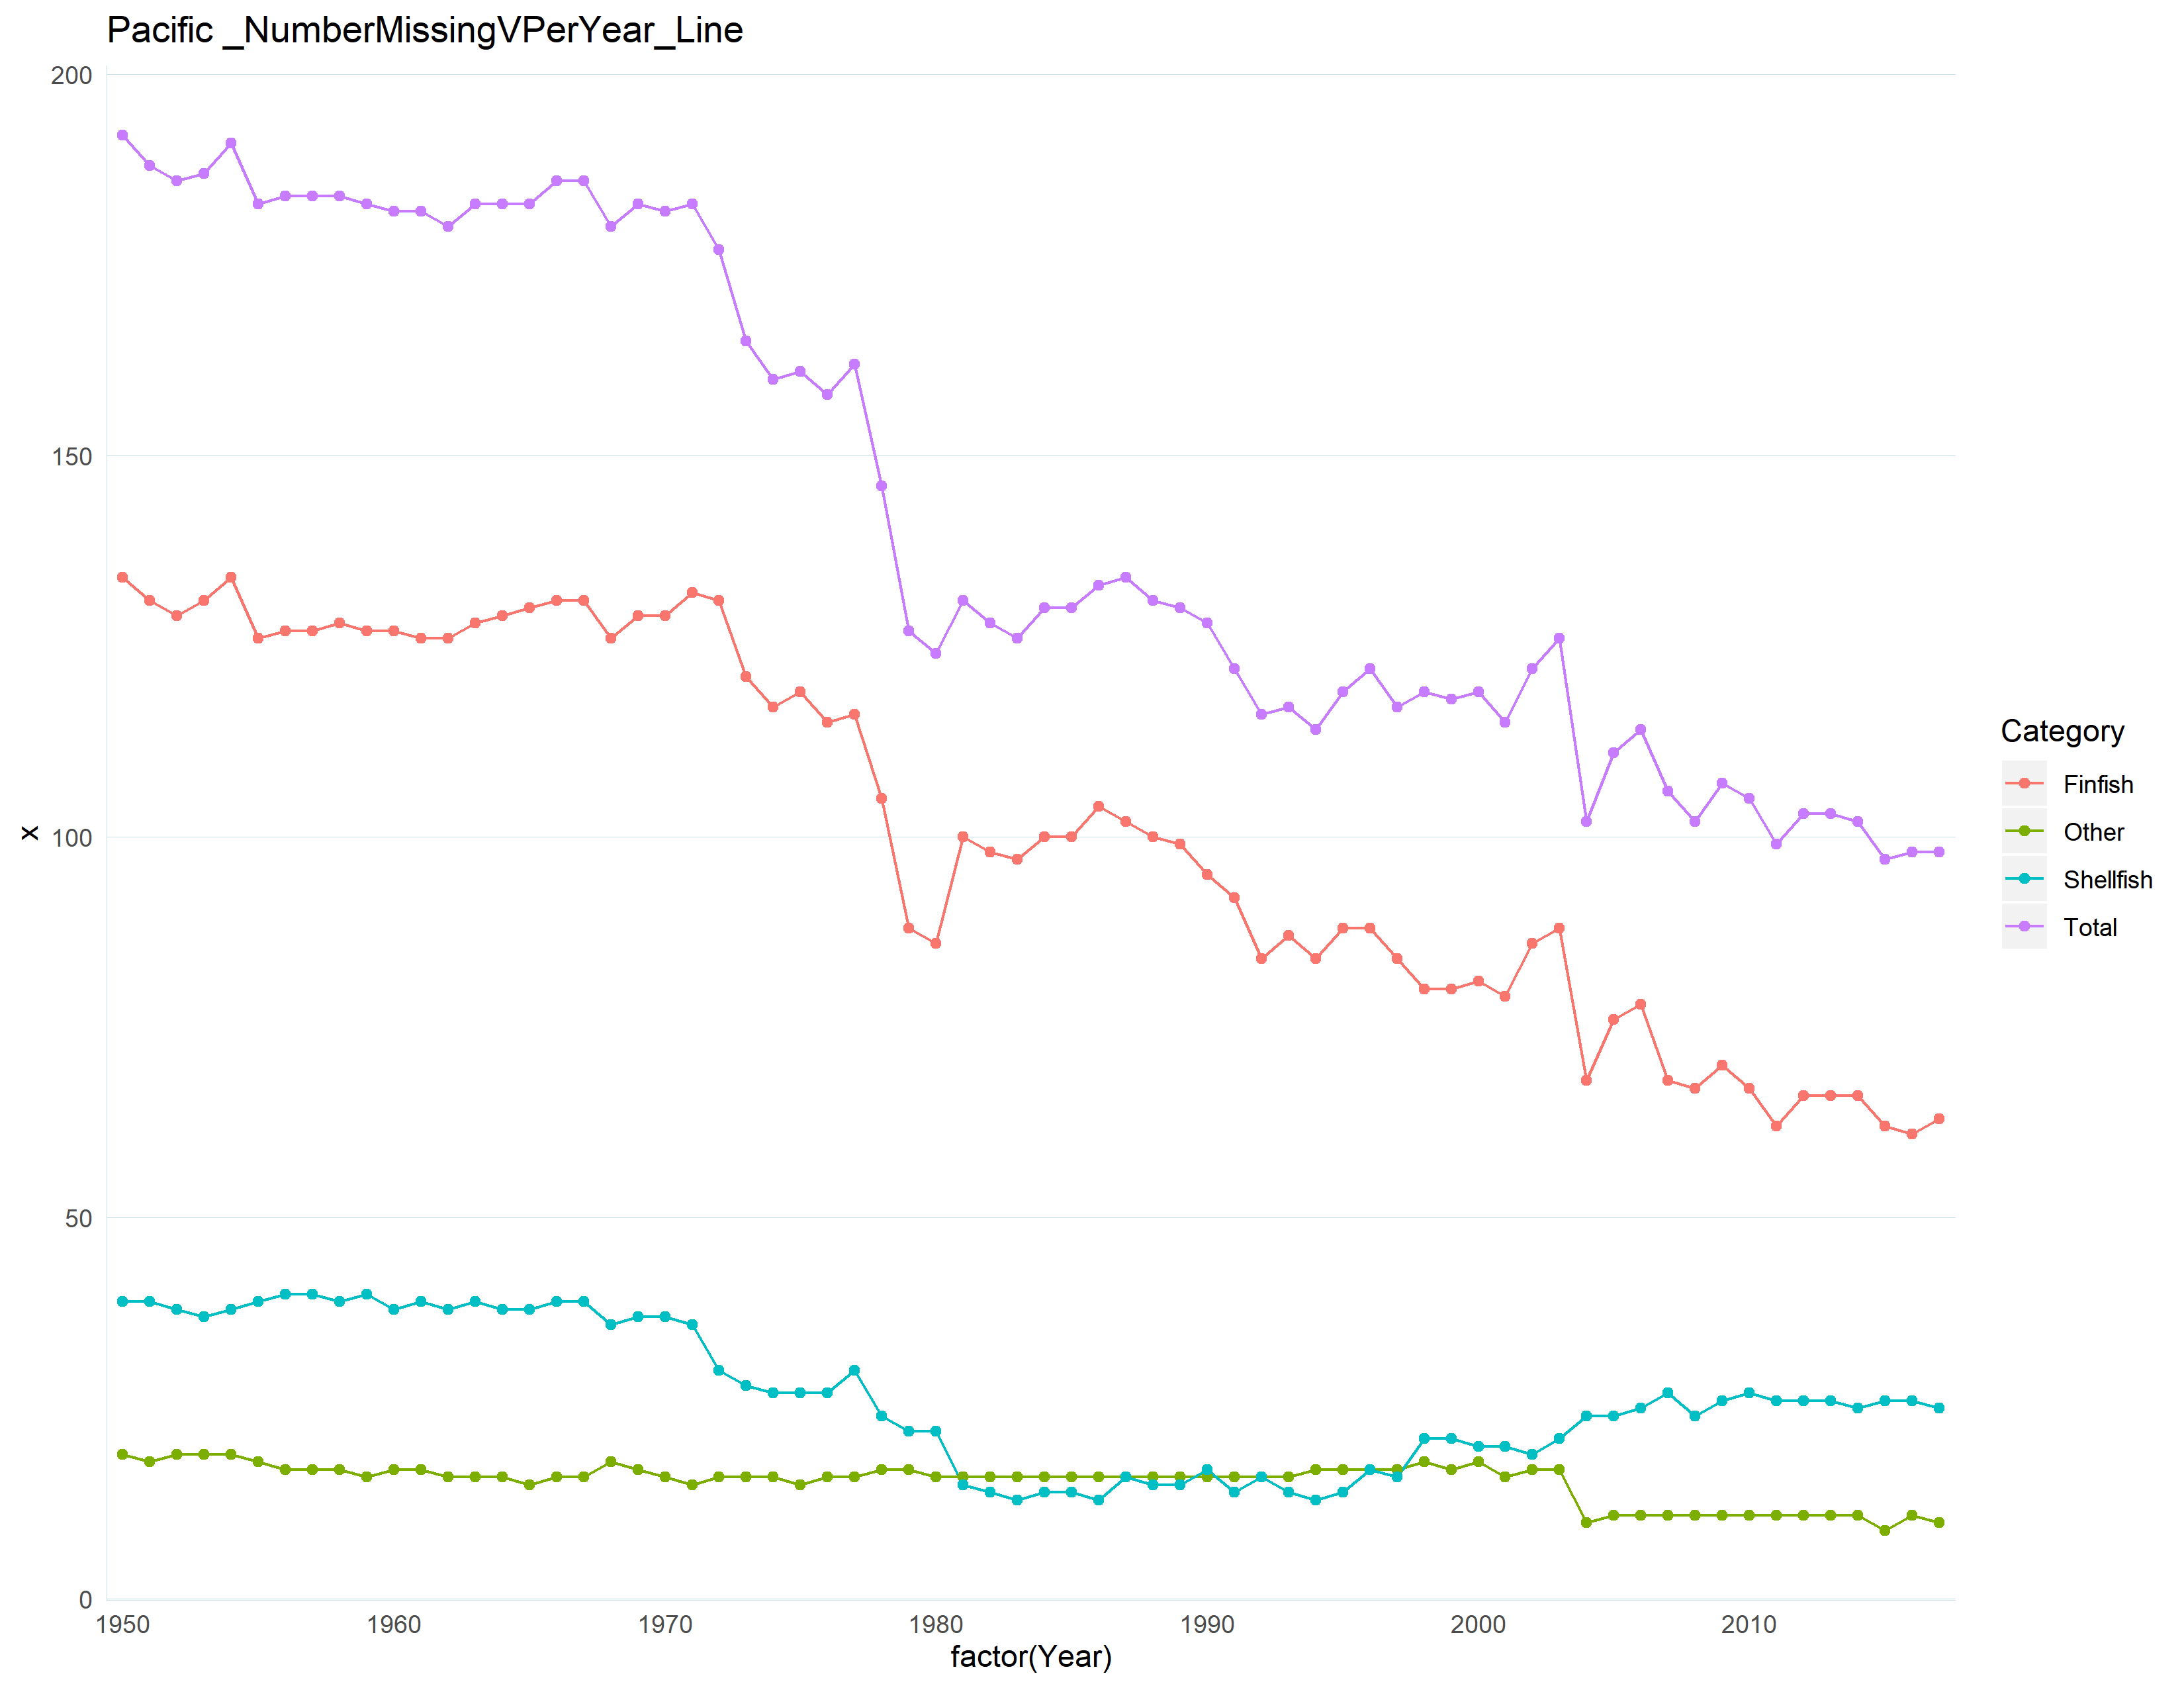 Pacific _NumberMissingVPerYear_Line
200
150
100
50
0
x
1950 1960 1970 1980 1990 2000 2010
factor(Year)
Category
Finfish
Other
Shellfish
Total